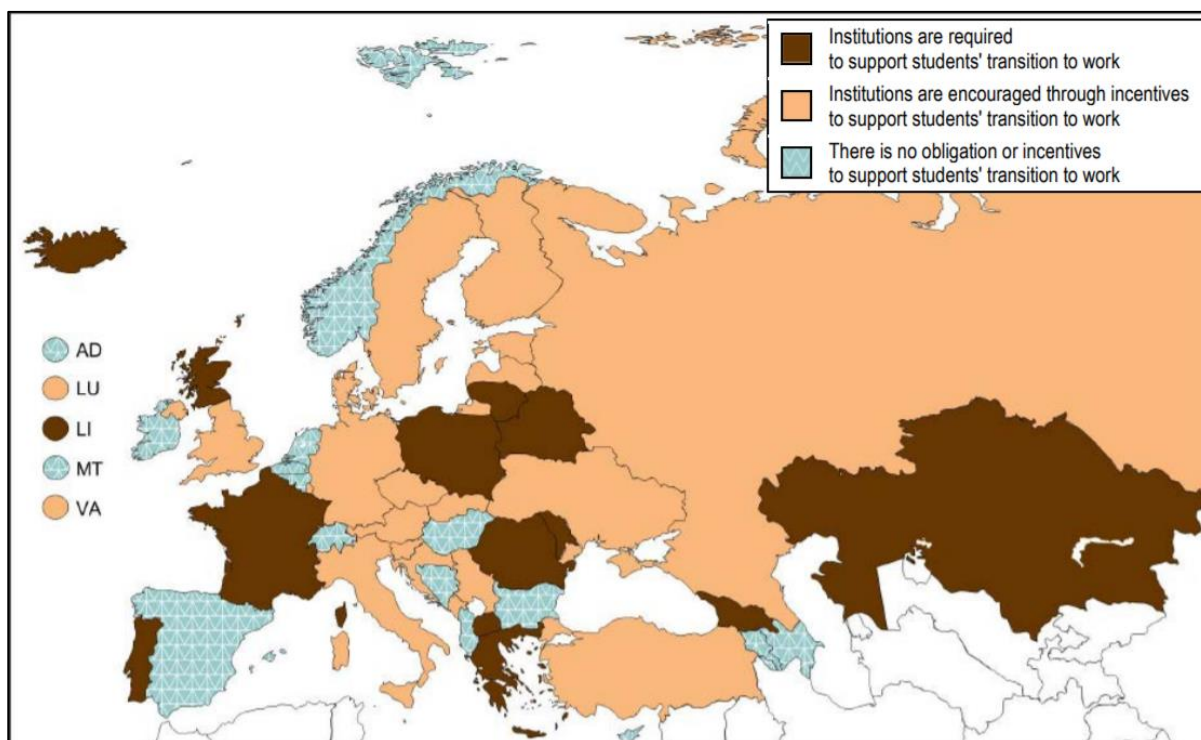 Institutions are required
to support students' transition to work
Institutions are encouraged through incentives
to support students' transition to work
There is no obligation or incentives
to support students' transition to work
AD
LU
LI
MT
VA